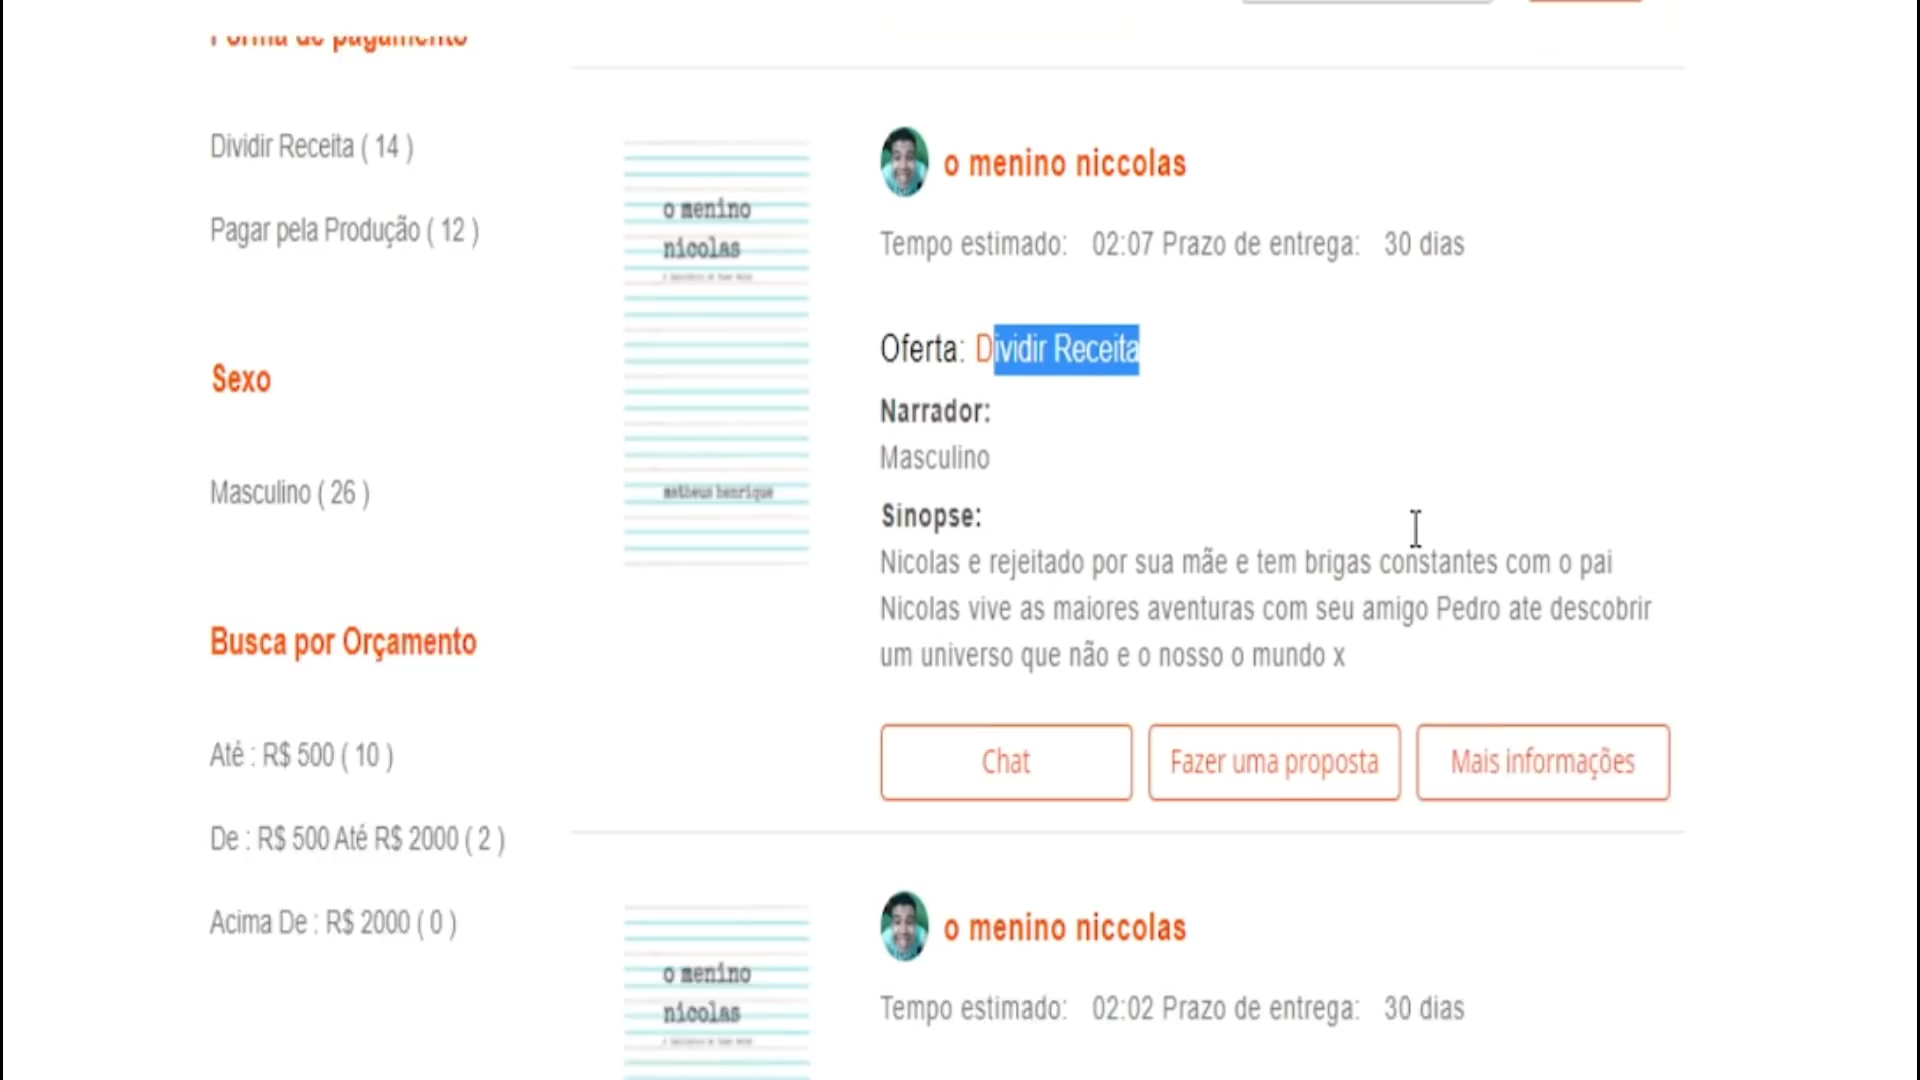 Forma de pagamento
Dividir Receita ( 14 )
Pagar pela Produção ( 12 )
Sexo
Masculino ( 26 )
Busca por Orçamento
Até : R$ 500 ( 10 )
De : R$ 500 Até R$ 2000 ( 2 )
Acima De : R$ 2000 ( 0 )
o menino
nicolas
matheus henrique
o menino niccolas
Tempo estimado: 02:07 Prazo de entrega: 30 dias
Oferta: Dividir Receita
Narrador:
Masculino
Sinopse:
Nicolas e rejeitado por sua mãe e tem brigas constantes com o pai
Nicolas vive as maiores aventuras com seu amigo Pedro ate descobrir
um universo que não e o nosso o mundo x
Chat
Fazer uma proposta
Mais informações
o menino
nicolas
o menino niccolas
Tempo estimado: 02:02 Prazo de entrega: 30 dias